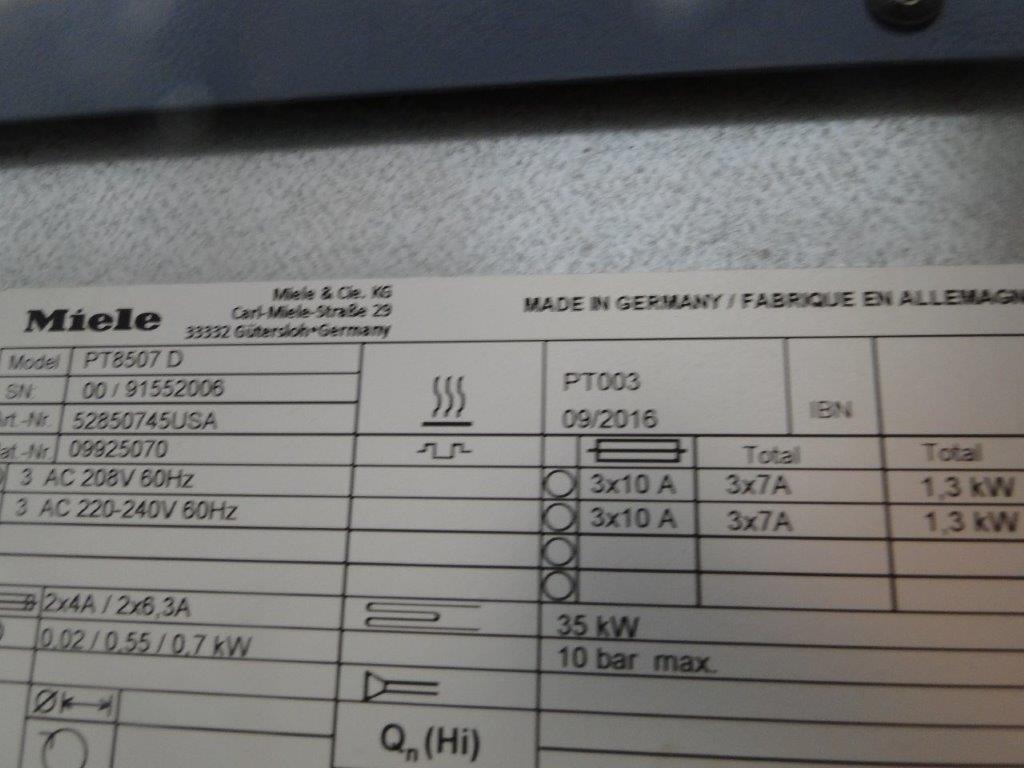 Miele
Miele & Cie. KG
Carl-Miele-Straße 29
33332 Gütersloh•Germany
MADE IN GERMANY / FABRIQUE EN ALLEMAGN
Model PT8507 D
SN: 00 / 91552006
Art.-Nr. 52850745USA
at.-Nr. 09925070
PT003
09/2016
IBN
Total Total
3 AC 208V 60Hz 3x10 A 3x7A 1,3 kW
3 AC 220-240V 60Hz 3x10 A 3x7A 1,3 kW
2x4A / 2x6,3A 35 kW
0.02 / 0.55 / 0,7 kW 10 bar max.
Qn (Hi)